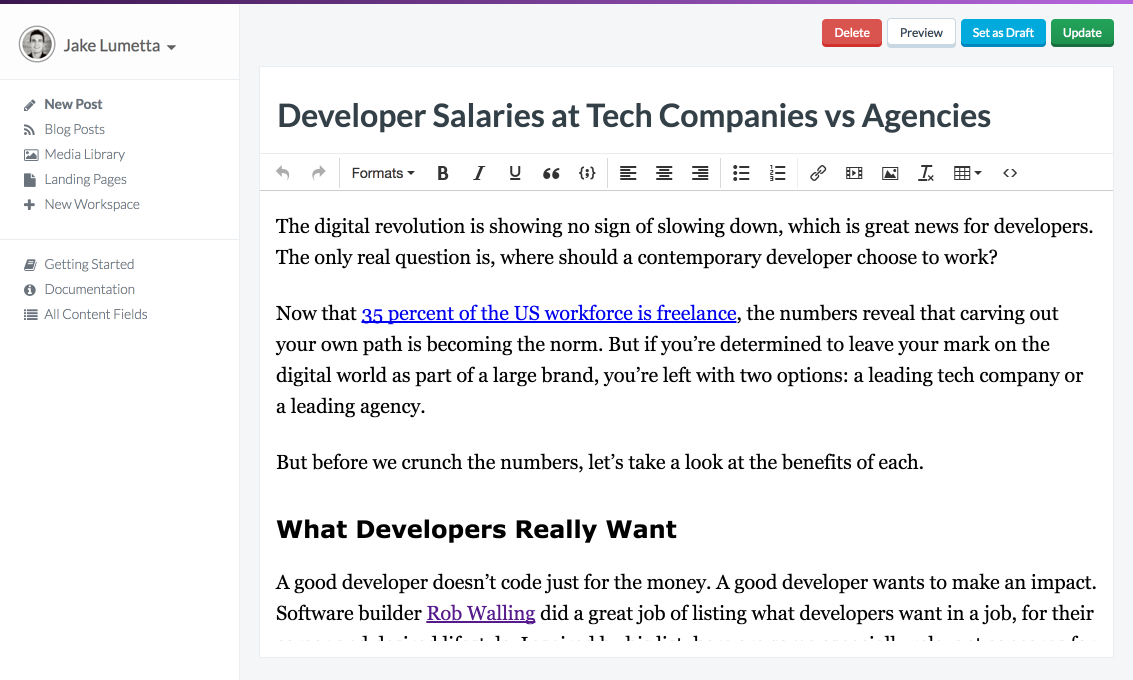 Jake Lumetta
Delete
Preview
Set as Draft
Update
New Post
Blog Posts
Media Library
Landing Pages
New Workspace
Getting Started
Documentation
All Content Fields
Developer Salaries at Tech Companies vs Agencies
Formats
The digital revolution is showing no sign of slowing down, which is great news for developers.
The only real question is, where should a contemporary developer choose to work?
Now that 35 percent of the US workforce is freelance, the numbers reveal that carving out
your own path is becoming the norm. But if you’re determined to leave your mark on the
digital world as part of a large brand, you’re left with two options: a leading tech company or
a leading agency.
But before we crunch the numbers, let’s take a look at the benefits of each.
What Developers Really Want
A good developer doesn’t code just for the money. A good developer wants to make an impact.
Software builder Rob Walling did a great job of listing what developers want in a job, for their